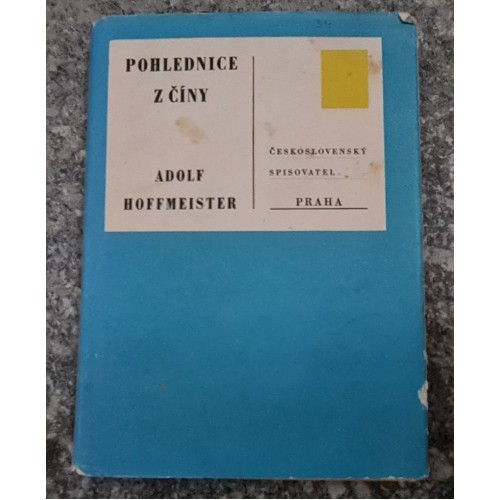 POHLEDNICE
Z ČÍNY
ADOLF
HOFFMEISTER
ČESKOSLOVENSKÝ
SPISOVATEL
PRAHA